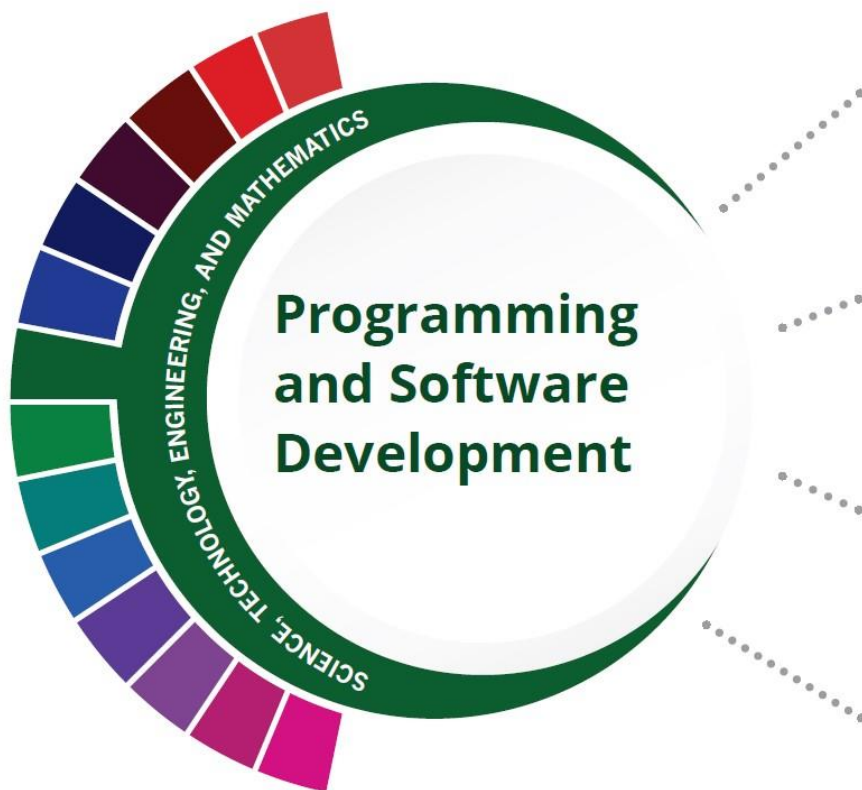 SCIENCE, TECHNOLOGY, ENGINEERING, AND MATHEMATICS
Programming
and Software
Development